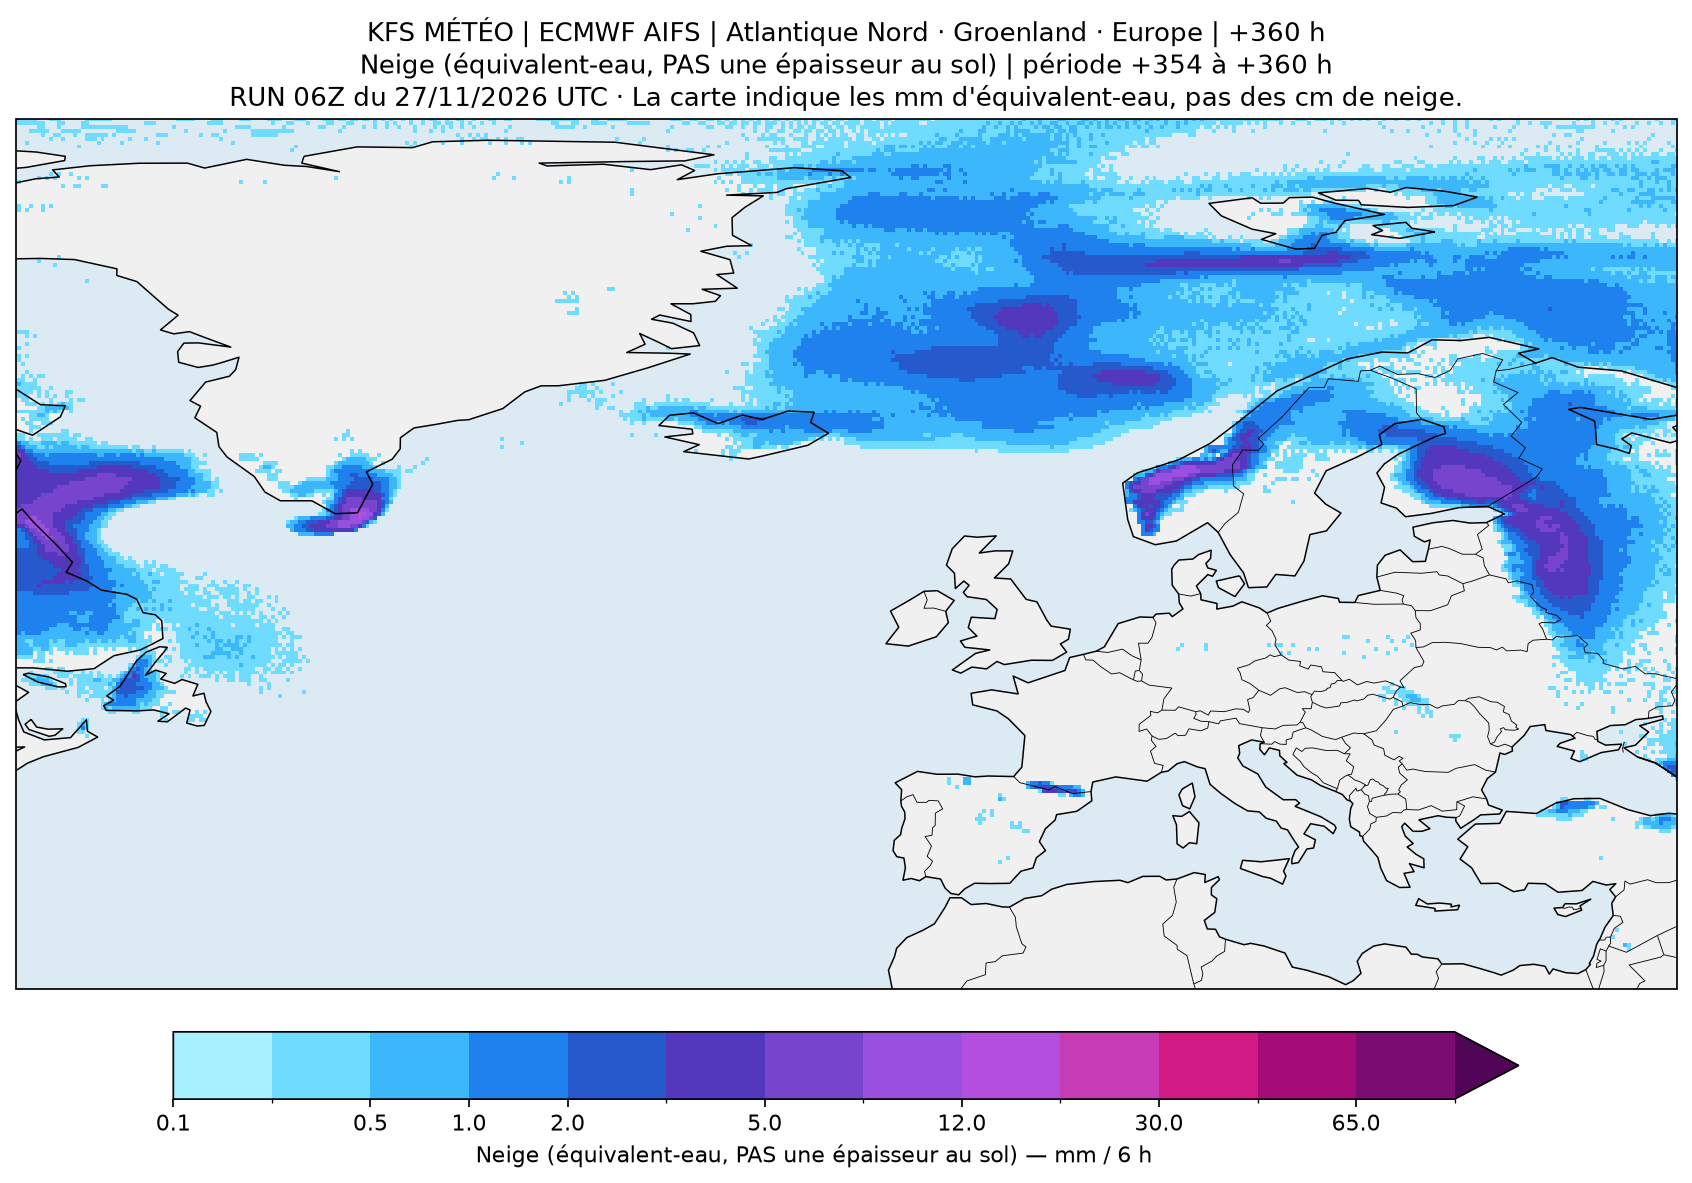 KFS MÉTÉO | ECMWF AIFS | Atlantique Nord · Groenland · Europe | +360 h
Neige (équivalent-eau, PAS une épaisseur au sol) | période +354 à +360 h
RUN 06Z du 27/11/2026 UTC · La carte indique les mm d'équivalent-eau, pas des cm de neige.
0.1 0.5 1.0 2.0 5.0 12.0 30.0 65.0
Neige (équivalent-eau, PAS une épaisseur au sol) — mm / 6 h